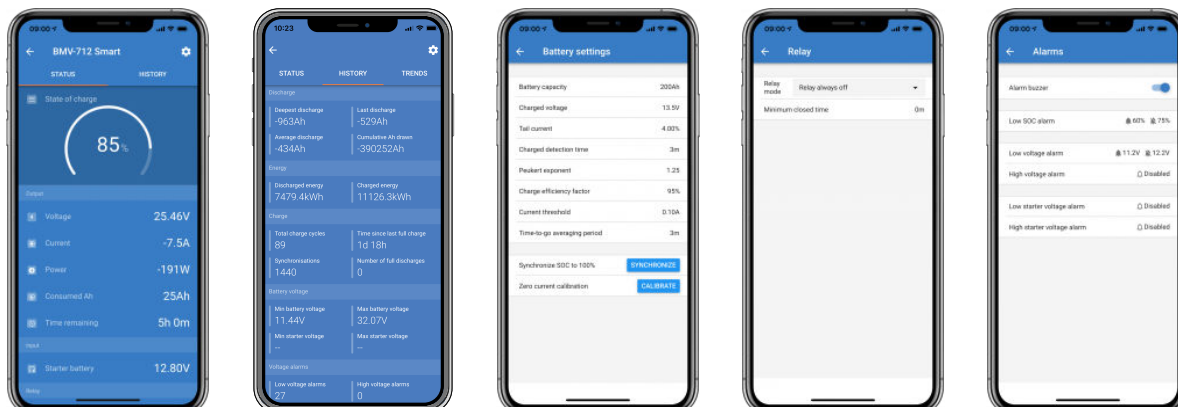 09:00
BMV-712 Smart
STATUS HISTORY
State of charge
85%
Output
Voltage 25.46V
Current -7.5A
Power -191W
Consumed Ah 25Ah
Time remaining 5h 0m
Input
Starter battery 12.80V
Relay
10:23
STATUS HISTORY TRENDS
Discharge
Deepest discharge Last discharge
-963Ah -529Ah
Average discharge Cumulative Ah drawn
-434Ah -390252Ah
Energy
Discharged energy Charged energy
7479.4kWh 11126.3kWh
Charge
Total charge cycles Time since last full charge
89 1d 18h
Synchronisations Number of full discharges
1440 0
Battery voltage
Min battery voltage Max battery voltage
11.44V 32.07V
Min starter voltage Max starter voltage
-- --
Voltage alarms
Low voltage alarms High voltage alarms
27 0
09:00
Battery settings
Battery capacity 200Ah
Charged voltage 13.5V
Tail current 4.00%
Charged detection time 3m
Peukert exponent 1.25
Charge efficiency factor 95%
Current threshold 0.10A
Time-to-go averaging period 3m
Synchronize SOC to 100% SYNCHRONIZE
Zero current calibration CALIBRATE
09:00
Relay
Relay
mode Relay always off
Minimum closed time 0m
09:00
Alarms
Alarm buzzer
Low SOC alarm 60% 75%
Low voltage alarm 11.2V 12.2V
High voltage alarm Disabled
Low starter voltage alarm Disabled
High starter voltage alarm Disabled